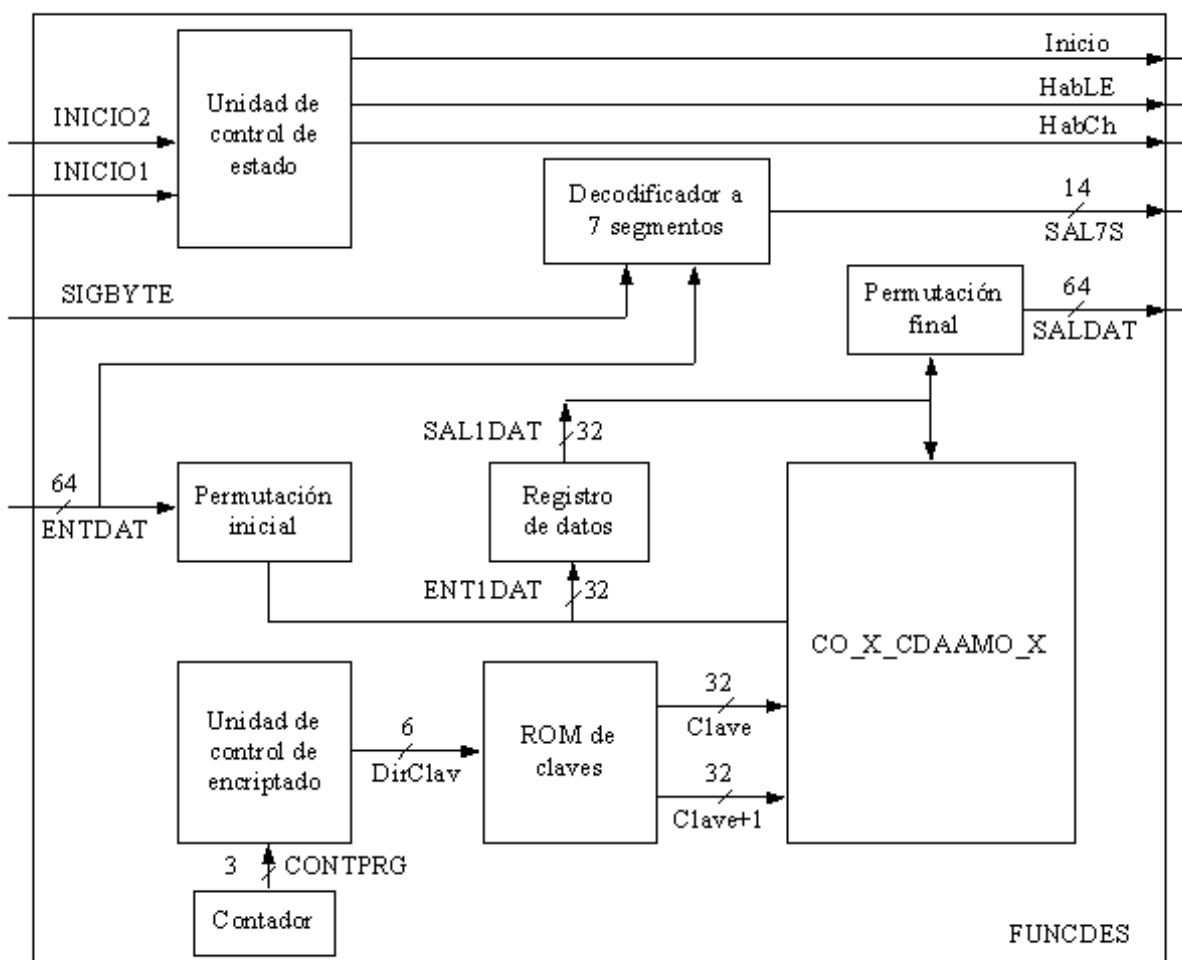 Inicio
Unidad de
control de
estado
HabLE
INICIO2
HabCh
INICIO1
Decodificador a
7 segmentos
14
SAL7S
SIGBYTE
Permutación
final
64
SALDAT
SAL1DAT
32
64
ENTDAT
Permutación
inicial
Registro
de datos
ENT1DAT
32
CO_X_CDAAMO_X
Unidad de
control de
encriptado
6
DirClav
ROM de
claves
32
Clave
32
Clave+1
3
CONTPRG
Contador
FUNCDES